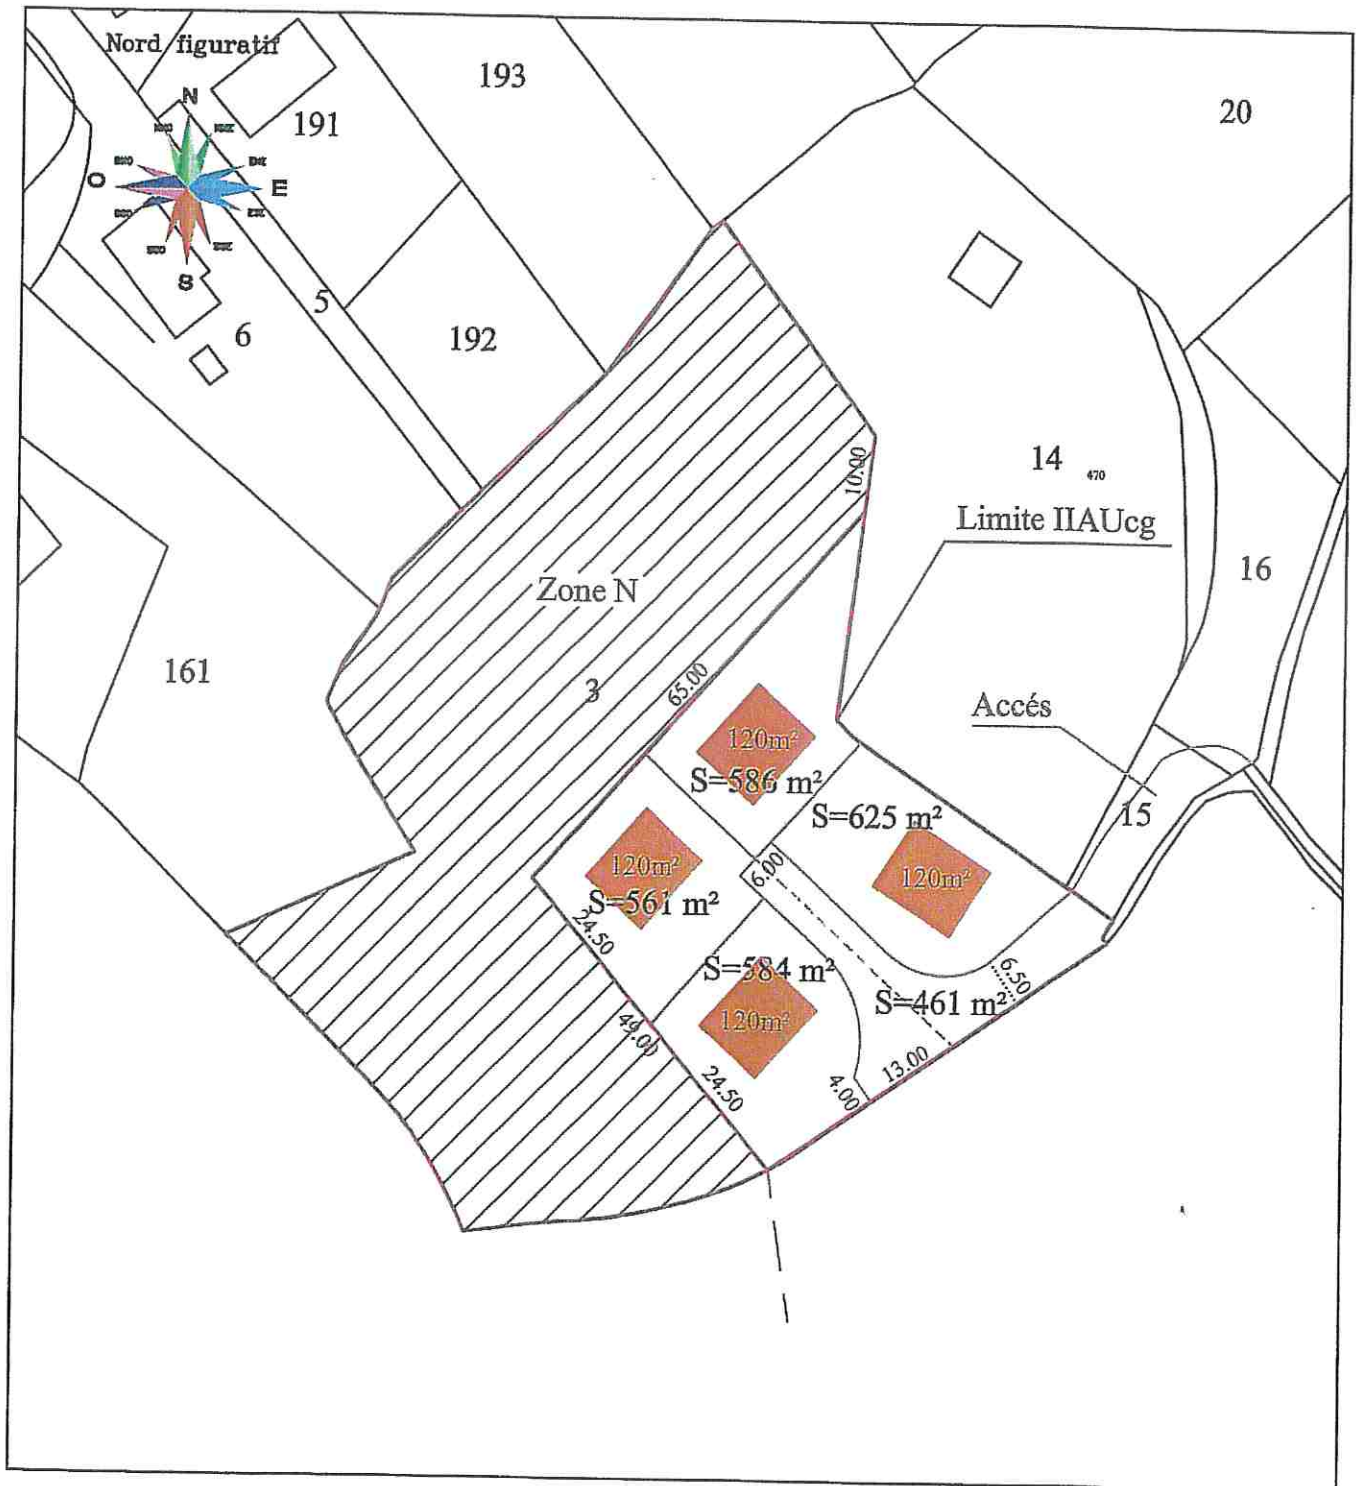 Nord figuratif
N
O
E
S
191
193
20
5
6
192
14
470
10.00
Limite IIAUcg
16
Zone N
161
3
65.00
Accés
120m²
S=586 m²
S=625 m²
15
120m²
S=561 m²
6.00
120m²
24.50
S=584 m²
6.50
S=461 m²
120m²
49.00
13.00
24.50
4.00